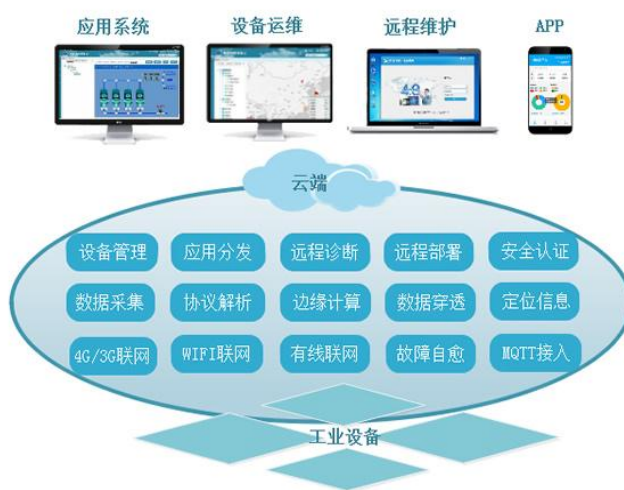 应用系统
设备运维
远程维护
APP
云端
设备管理
应用分发
远程诊断
远程部署
安全认证
数据采集
协议解析
边缘计算
数据穿透
定位信息
4G/3G联网
WIFI联网
有线联网
故障自愈
MQTT接入
工业设备